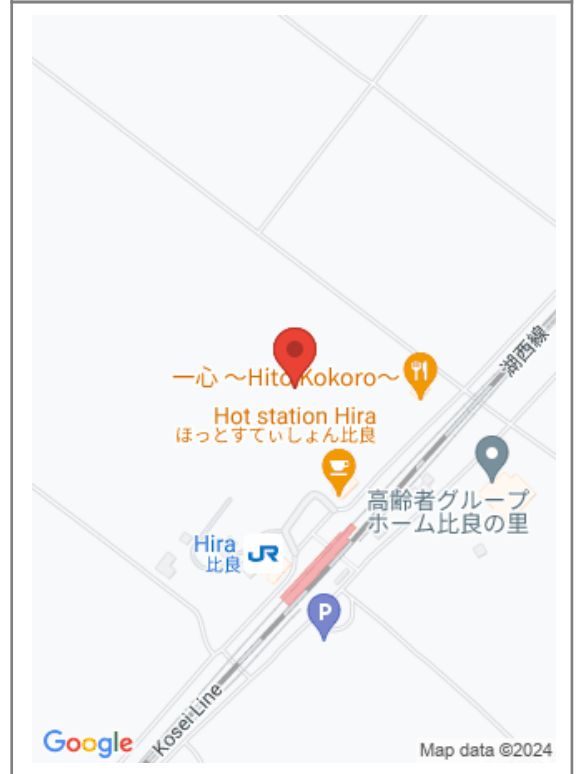 湖西線
一心 ～Hito Kokoro～
Hot station Hira
ほっとすてぃしょん比良
高齢者グループ
ホーム比良の里
Hira
比良
JR
P
Kosei Line
Google
Map data ©2024